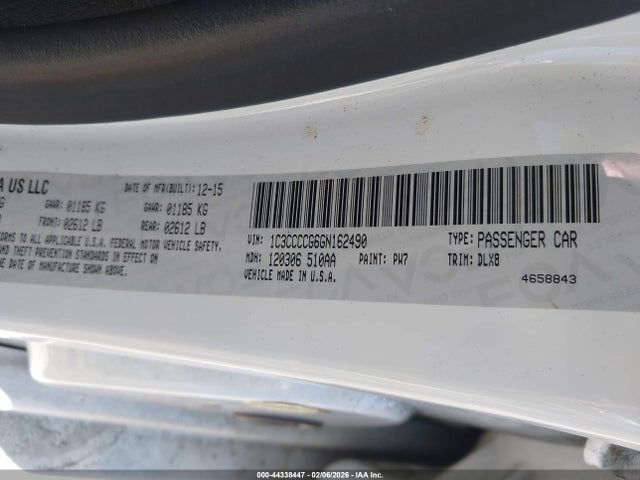 A US LLC
DATE OF MFR(BUILT): 12-15
GAWR: 01185 KG GAWR: 01185 KG
FRONT: 02612 LB REAR: 02612 LB
FORMS TO ALL APPLICABLE U.S.A. FEDERAL MOTOR VEHICLE SAFETY,
AND THEFT PREVENTION STANDARDS IN EFFECT
DATE OF MANUFACTURE SHOWN ABOVE.
VIN: 1C3CCCCG6GN162490 TYPE: PASSENGER CAR
MDH: 120306 510AA PAINT: PW7 TRIM: DLX8
VEHICLE MADE IN U.S.A. 4658843
000-44338447 - 02/06/2026 - IAA Inc.